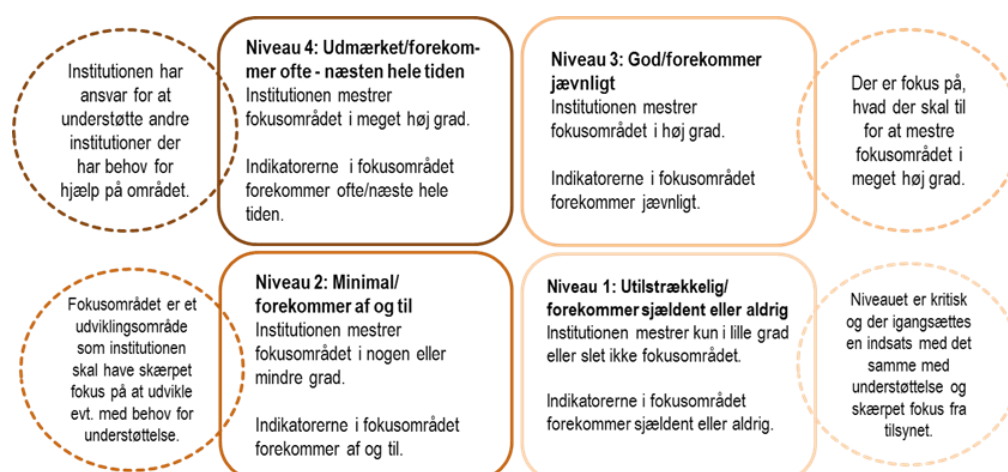 Institutionen har
ansvar for at
understøtte andre
institutioner der
har behov for
hjælp på området.
Niveau 4: Udmærket/forekom-
mer ofte - næsten hele tiden
Institutionen mestrer
fokusområdet i meget høj grad.
Indikatorerne i fokusområdet
forekommer ofte/næste hele
tiden.
Niveau 3: God/forekommer
jævnligt
Institutionen mestrer
fokusområdet i høj grad.
Indikatorerne i fokusområdet
forekommer jævnligt.
Der er fokus på,
hvad der skal til
for at mestre
fokusområdet i
meget høj grad.
Fokusområdet er et
udviklingsområde
som institutionen
skal have skærpet
fokus på at udvikle
evt. med behov for
understøttelse.
Niveau 2: Minimal/
forekommer af og til
Institutionen mestrer
fokusområdet i nogen eller
mindre grad.
Indikatorerne i fokusområdet
forekommer af og til.
Niveau 1: Utilstrækkelig/
forekommer sjældent eller aldrig
Institutionen mestrer kun i lille grad
eller slet ikke fokusområdet.
Indikatorerne i fokusområdet
forekommer sjældent eller aldrig.
Niveauet er kritisk
og der igangsættes
en indsats med det
samme med
understøttelse og
skærpet fokus fra
tilsynet.